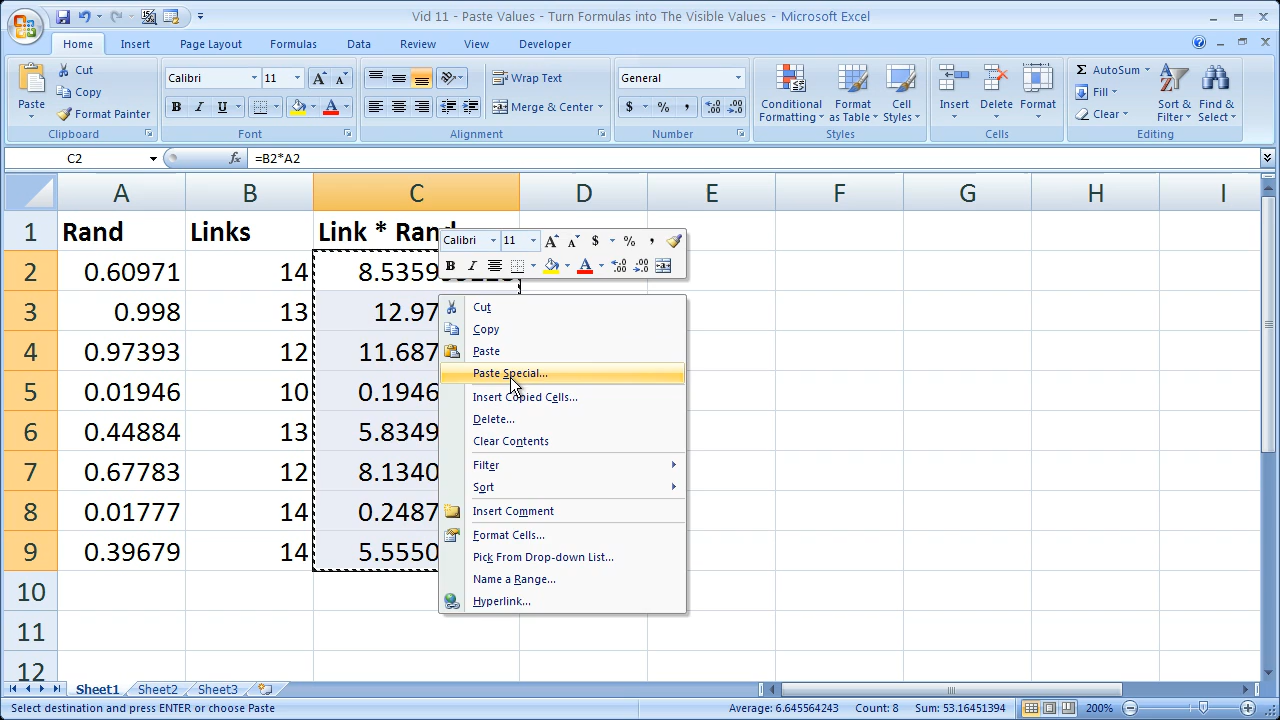 Vid 11 - Paste Values - Turn Formulas into The Visible Values - Microsoft Excel
Home Insert Page Layout Formulas Data Review View Developer
Paste Cut Copy Format Painter
Clipboard
Calibri 11
B I U A
Font
Wrap Text
Merge & Center
Alignment
General
$ % ,
Number
Conditional Formatting Format as Table Cell Styles
Styles
Insert Delete Format
Cells
Σ AutoSum Fill Clear
Sort & Filter Find & Select
Editing
C2 fx =B2*A2
A B C D E F G H I
1 Rand Links Link * Rand
2 0.60971 14
3 0.998 13 12.97
4 0.97393 12 11.687
5 0.01946 10 0.1946
6 0.44884 13 5.8349
7 0.67783 12 8.1340
8 0.01777 14 0.2487
9 0.39679 14 5.5550
10
11
12
Calibri 11 A A $ % ,
B I A
Cut
Copy
Paste
Paste Special...
Insert Copied Cells...
Delete...
Clear Contents
Filter
Sort
Insert Comment
Format Cells...
Pick From Drop-down List...
Name a Range...
Hyperlink...
Sheet1 Sheet2 Sheet3
Select destination and press ENTER or choose Paste Average: 6.645564243 Count: 8 Sum: 53.16451394 200%